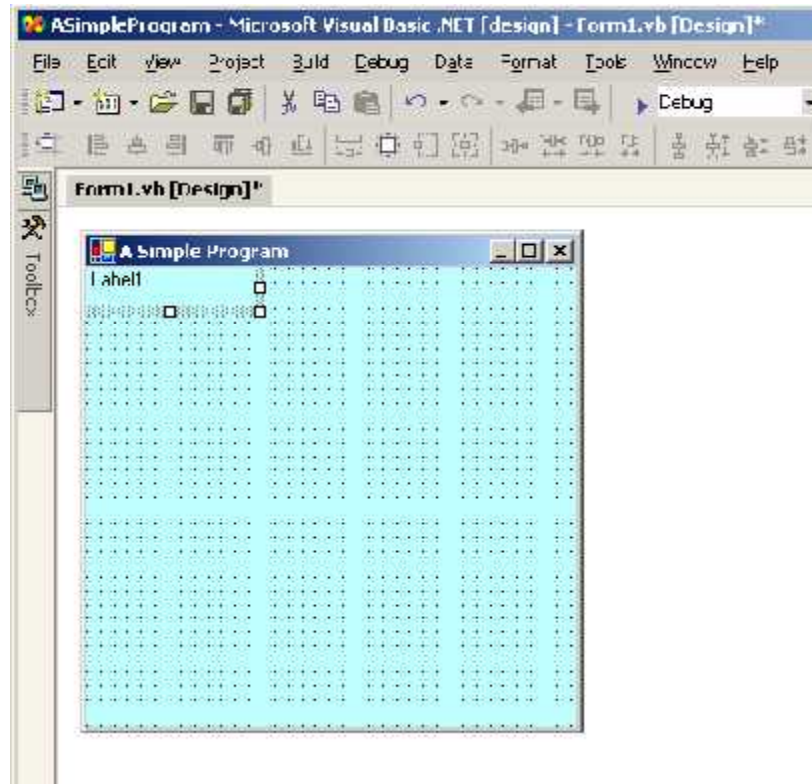 ASimpleProgram - Microsoft Visual Basic .NET [design] - Form1.vb [Design]*
File Edit View Project Build Debug Data Format Tools Window Help
Debug
Form1.vb [Design]*
Toolbox
A Simple Program
Label1